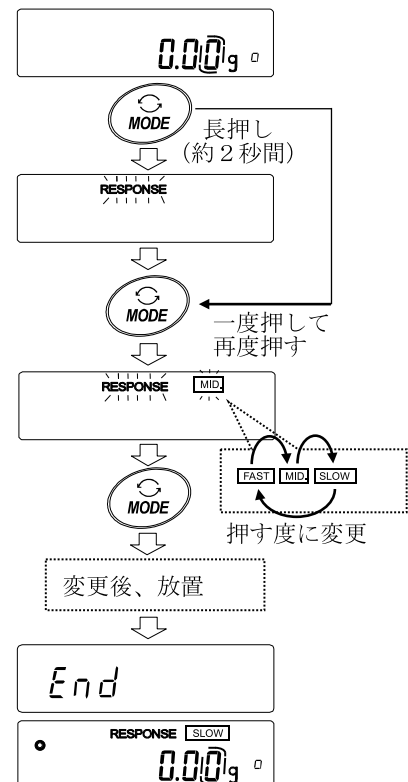 0.00g o
MODE
長押し
(約2秒間)
RESPONSE
MODE
一度押して
再度押す
RESPONSE MID.
FAST MID. SLOW
MODE
押す度に変更
変更後、放置
End
RESPONSE SLOW
0.00g o